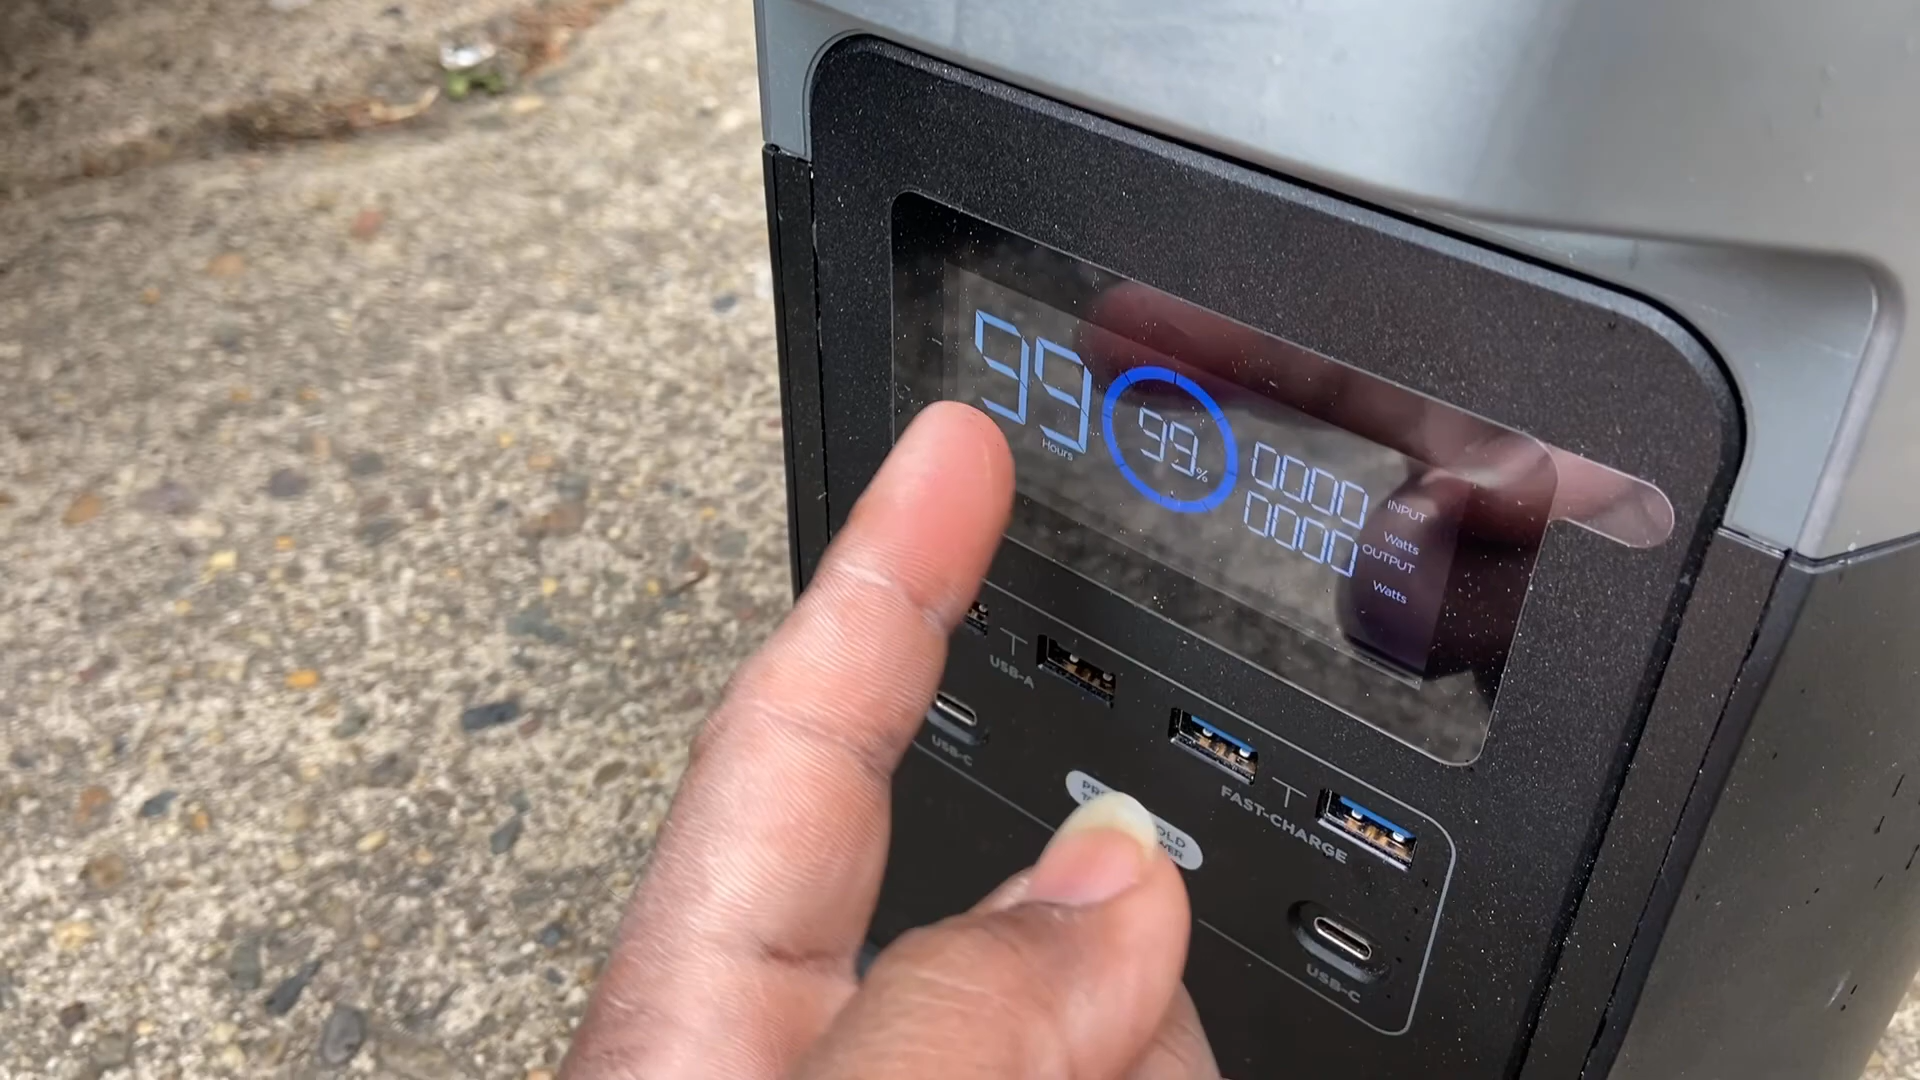 99
Hours
99%
0000
INPUT
Watts
0000
OUTPUT
Watts
USB-A
USB-C
FAST-CHARGE
USB-C